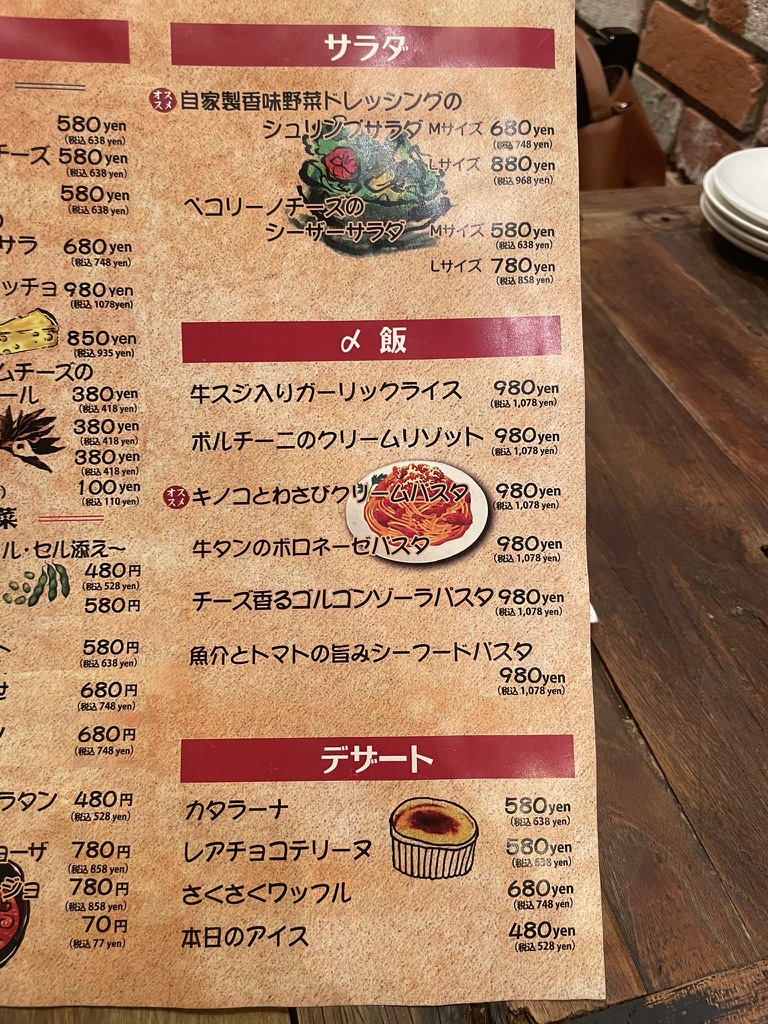 580yen
(税込 638 yen)
チーズ 580yen
(税込 638 yen)
580yen
(税込 638 yen)
サラ 680yen
(税込 748 yen)
ッチョ 980yen
(税込 1078yen)
850yen
(税込 935 yen)
ムチーズの
ール 380yen
(税込 418 yen)
380yen
(税込 418 yen)
380yen
(税込 418 yen)
100yen
(税込 110 yen)
菜
ル・セル添え〜
480円
(税込 528 yen)
580円
580円
(税込 638 yen)
680円
(税込 748 yen)
680円
(税込 748 yen)
ラタン 480円
(税込 528 yen)
ョーザ 780円
(税込 858 yen)
ジョ 780円
(税込 858 yen)
70円
(税込 77 yen)
サラダ
オススメ 自家製香味野菜ドレッシングの
シュリンプサラダ Mサイズ 680yen
(税込 748 yen)
Lサイズ 880yen
(税込 968 yen)
ペコリーノチーズの
シーザーサラダ Mサイズ 580yen
(税込 638 yen)
Lサイズ 780yen
(税込 858 yen)
〆飯
牛スジ入りガーリックライス 980yen
(税込 1,078 yen)
ポルチーニのクリームリゾット 980yen
(税込 1,078 yen)
オススメ キノコとわさびクリームパスタ 980yen
(税込 1,078 yen)
牛タンのボロネーゼパスタ 980yen
(税込 1,078 yen)
チーズ香るゴルゴンゾーラパスタ 980yen
(税込 1,078 yen)
魚介とトマトの旨みシーフードパスタ
980yen
(税込 1,078 yen)
デザート
カタラーナ 580yen
(税込 638 yen)
レアチョコテリーヌ 580yen
(税込 638 yen)
さくさくワッフル 680yen
(税込 748 yen)
本日のアイス 480yen
(税込 528 yen)